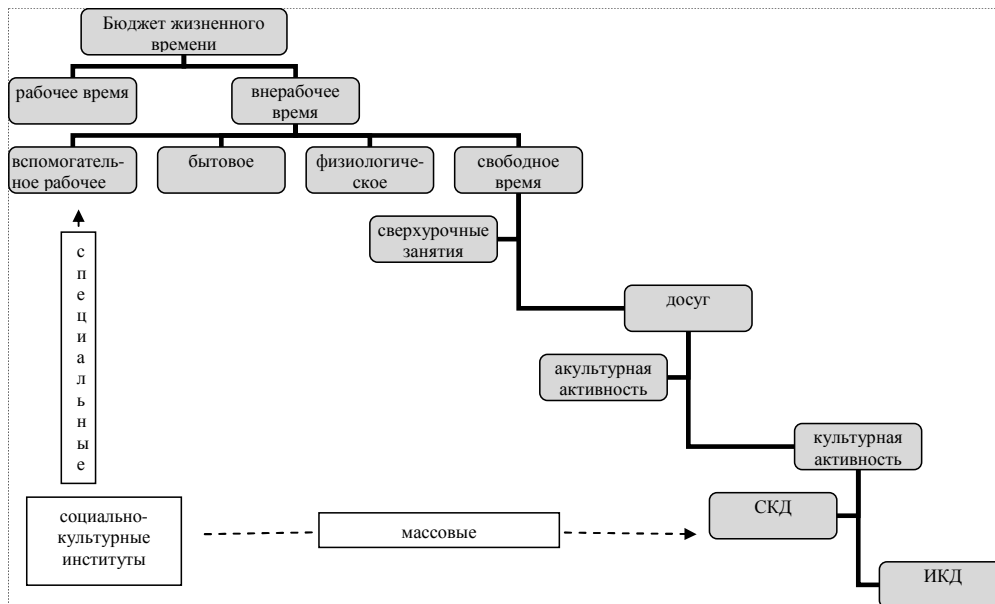 Бюджет жизненного
времени
рабочее время
внерабочее
время
вспомогатель-
ное рабочее
бытовое
физиологиче-
ское
свободное
время
сверхурочные
занятия
досуг
акультурная
активность
культурная
активность
СКД
ИКД
с
п
е
ц
и
а
л
ь
н
ы
е
социально-
культурные
институты
массовые